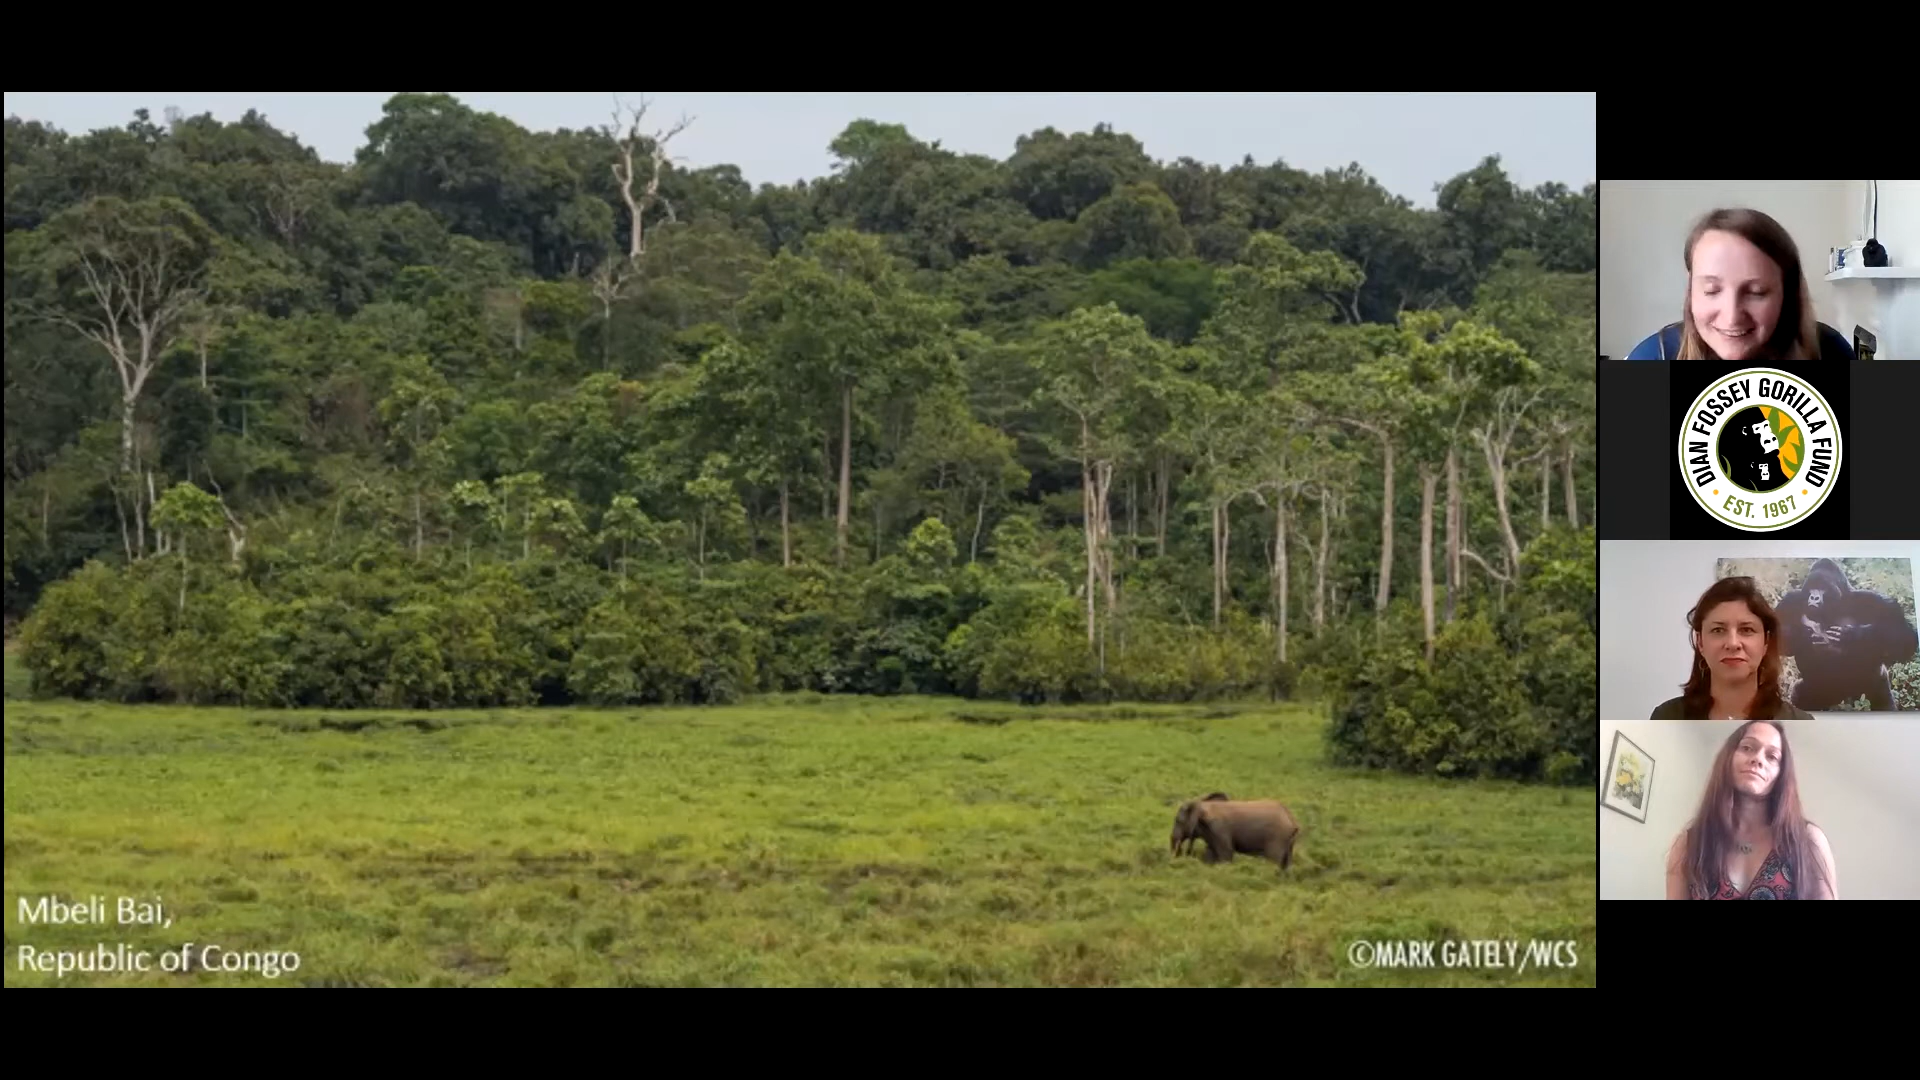 Mbeli Bai,
Republic of Congo
©MARK GATELY/WCS
DIAN FOSSEY GORILLA FUND
• EST. 1967 •